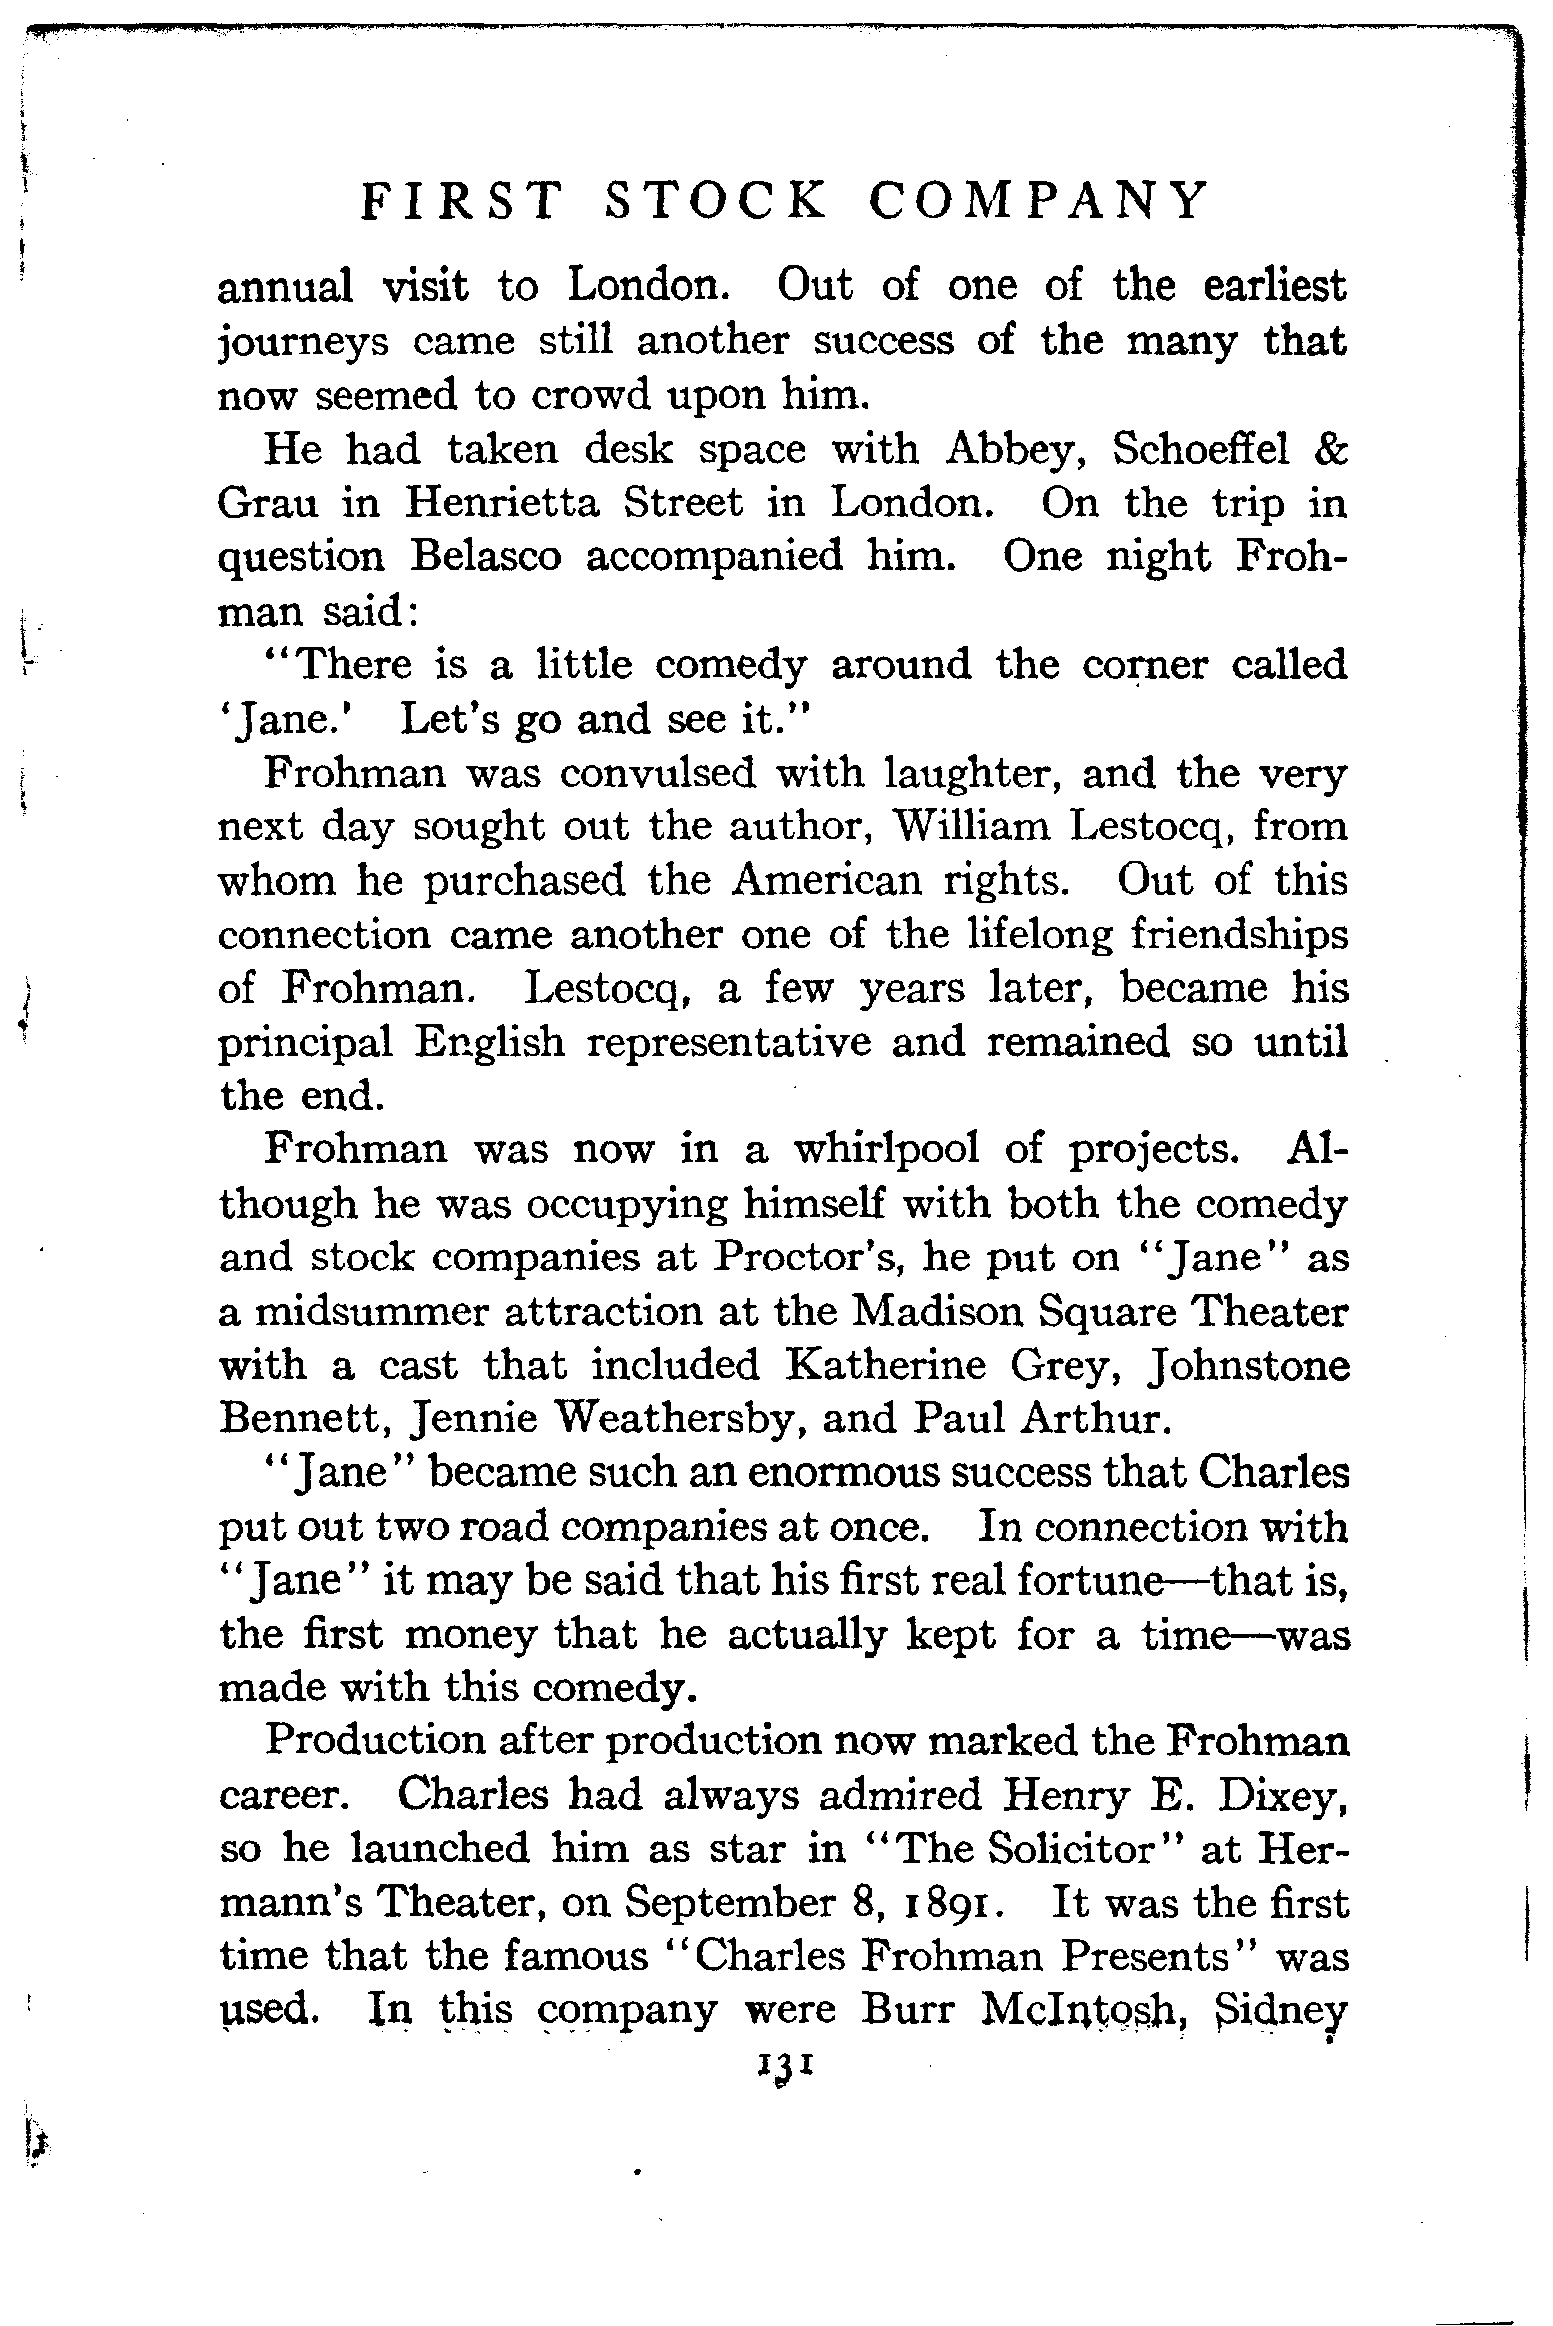 FIRST STOCK COMPANY
annual visit to London. Out of one of the earliest
journeys came still another success of the many that
now seemed to crowd upon him.
He had taken desk space with Abbey, Schoeffel &
Grau in Henrietta Street in London. On the trip in
question Belasco accompanied him. One night Froh-
man said:
"There is a little comedy around the corner called
'Jane.' Let's go and see it."
Frohman was convulsed with laughter, and the very
next day sought out the author, William Lestocq, from
whom he purchased the American rights. Out of this
connection came another one of the lifelong friendships
of Frohman. Lestocq, a few years later, became his
principal English representative and remained so until
the end.
Frohman was now in a whirlpool of projects. Al-
though he was occupying himself with both the comedy
and stock companies at Proctor's, he put on "Jane" as
a midsummer attraction at the Madison Square Theater
with a cast that included Katherine Grey, Johnstone
Bennett, Jennie Weathersby, and Paul Arthur.
"Jane" became such an enormous success that Charles
put out two road companies at once. In connection with
"Jane" it may be said that his first real fortune—that is,
the first money that he actually kept for a time—was
made with this comedy.
Production after production now marked the Frohman
career. Charles had always admired Henry E. Dixey,
so he launched him as star in "The Solicitor" at Her-
mann's Theater, on September 8, 1891. It was the first
time that the famous "Charles Frohman Presents" was
used. In this company were Burr McIntosh, Sidney
131